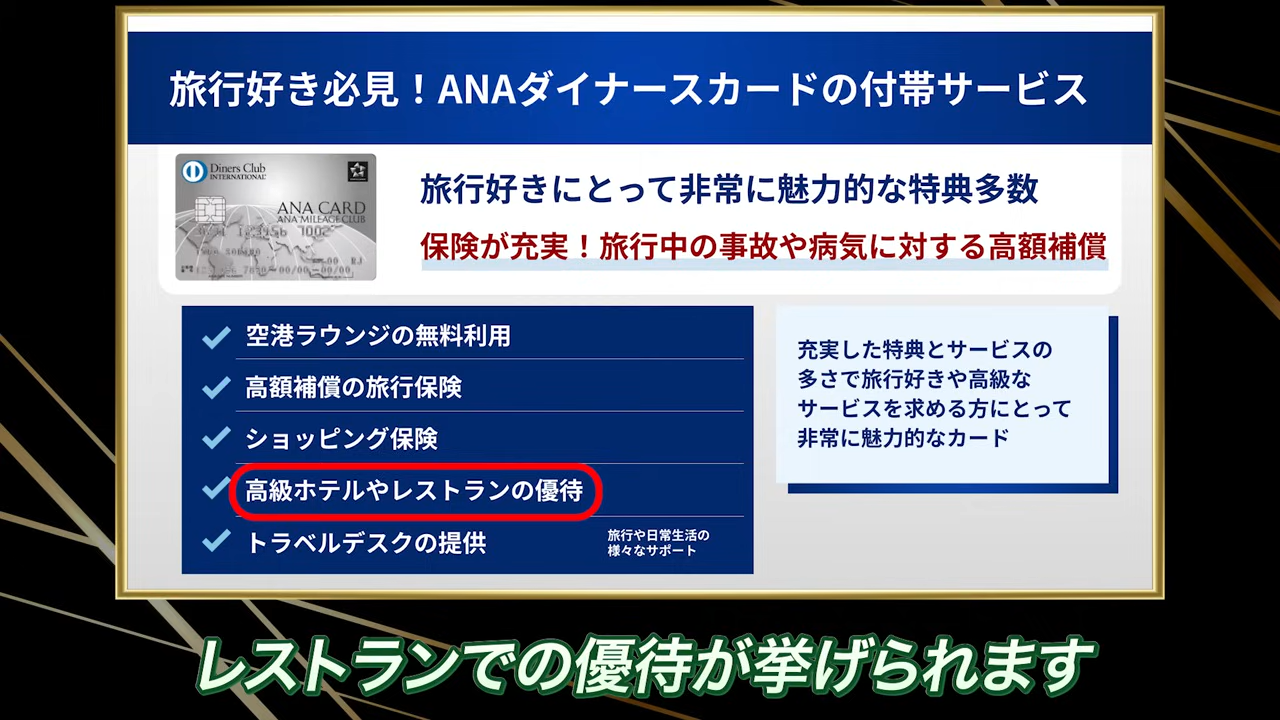 旅行好き必見！ANAダイナースカードの付帯サービス
Diners Club
INTERNATIONAL
ANA CARD
ANA MILEAGE CLUB
旅行好きにとって非常に魅力的な特典多数
保険が充実！旅行中の事故や病気に対する高額補償
空港ラウンジの無料利用
高額補償の旅行保険
ショッピング保険
高級ホテルやレストランの優待
トラベルデスクの提供
旅行や日常生活の
様々なサポート
充実した特典とサービスの
多さで旅行好きや高級な
サービスを求める方にとって
非常に魅力的なカード
レストランでの優待が挙げられます